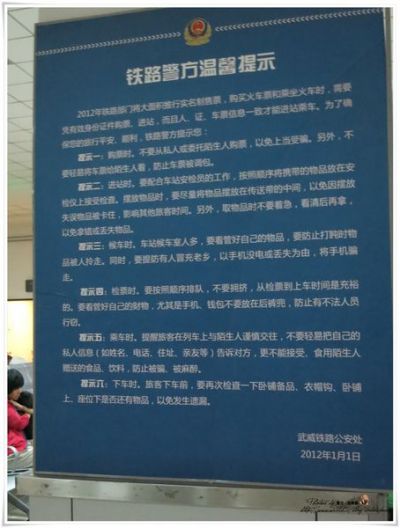 铁路警方温馨提示
2012年铁路部门将大面积推行实名制售票，购买火车票和乘坐火车时，需要
凭有效身份证件购票、进站，而且人、证、车票信息一致才能进站乘车。为了确
保您的旅行平安、顺利，铁路警方提示您：
提示一：购票时。不要从私人或委托陌生人购票，以免上当受骗。另外，不
要轻易将车票给陌生人看，防止车票被调包。
提示二：进站时。要配合车站安检员的工作，按照顺序将携带的物品放在安
检仪上接受检查。摆放物品时，要尽量将物品摆放在传送带的中间，以免因摆放
失误物品被卡住，影响其他旅客时间。另外，取物品时不要着急，看清后再拿，
以免拿错或丢失物品。
提示三：候车时。车站候车室人多，要看管好自己的物品，要防止打盹时物
品被人拎走。同时，要提防有人冒充老乡，以手机没电或丢失为由，将手机骗
走。
提示四：检票时。要按照顺序排队，不要拥挤，从检票到上车时间是充裕
的。要看管好自己的财物，尤其是手机、钱包不要放在后裤兜，防止有不法人员
行窃。
提示五：乘车时。提醒旅客在列车上与陌生人谨慎交往，不要轻易把自己的
私人信息（如姓名、电话、住址、亲友等）告诉对方，更不能接受、食用陌生人
赠送的食品、饮料，防止被骗、被麻醉。
提示六：下车时。旅客下车前，要再次检查一下卧铺备品、衣帽钩、卧铺
上、座位下是否还有物品，以免发生遗漏。
武威铁路公安处
2012年1月1日